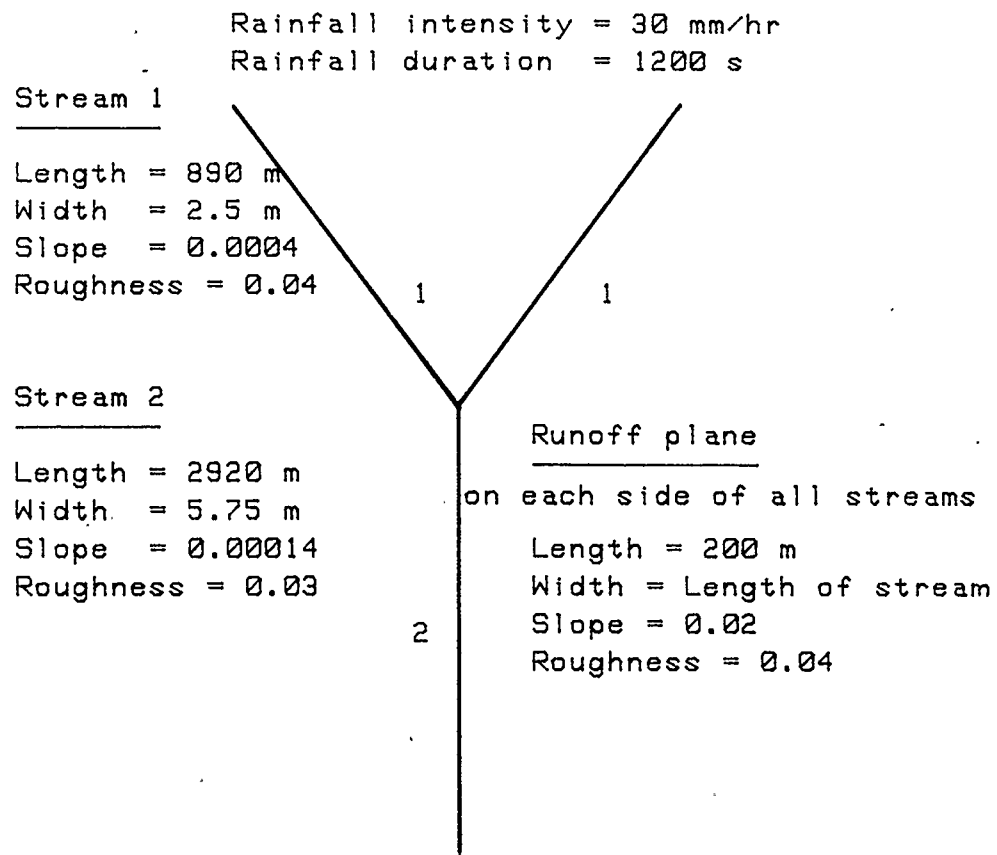 Rainfall intensity = 30 mm/hr
Rainfall duration = 1200 s
Stream 1
Length = 890 m
Width = 2.5 m
Slope = 0.0004
Roughness = 0.04
1
1
Stream 2
Length = 2920 m
Width = 5.75 m
Slope = 0.00014
Roughness = 0.03
2
Runoff plane
on each side of all streams
Length = 200 m
Width = Length of stream
Slope = 0.02
Roughness = 0.04